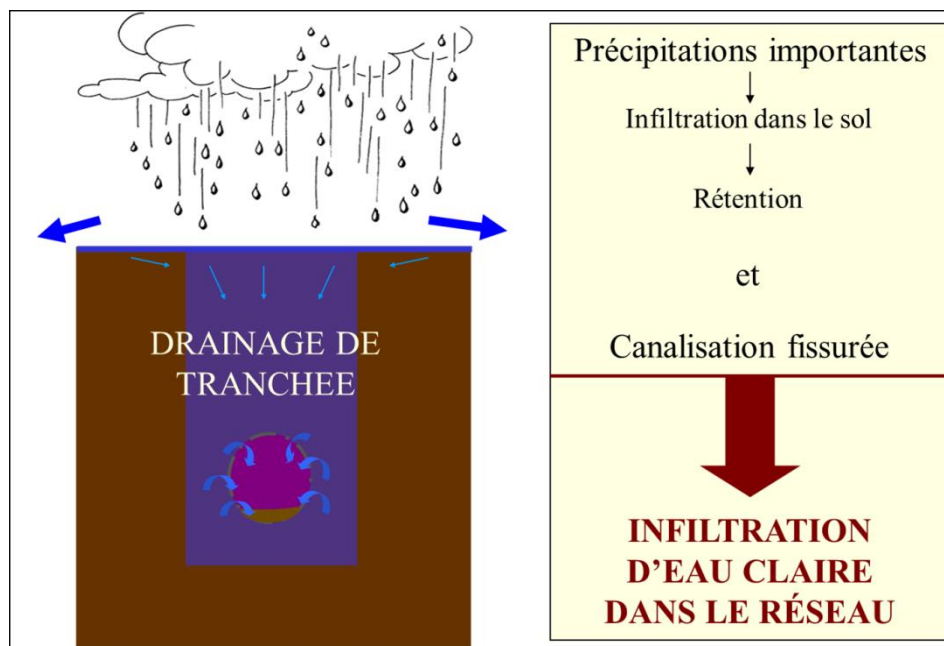 DRAINAGE DE
TRANCHEE
Précipitations importantes
Infiltration dans le sol
Rétention
et
Canalisation fissurée
INFILTRATION
D’EAU CLAIRE
DANS LE RÉSEAU